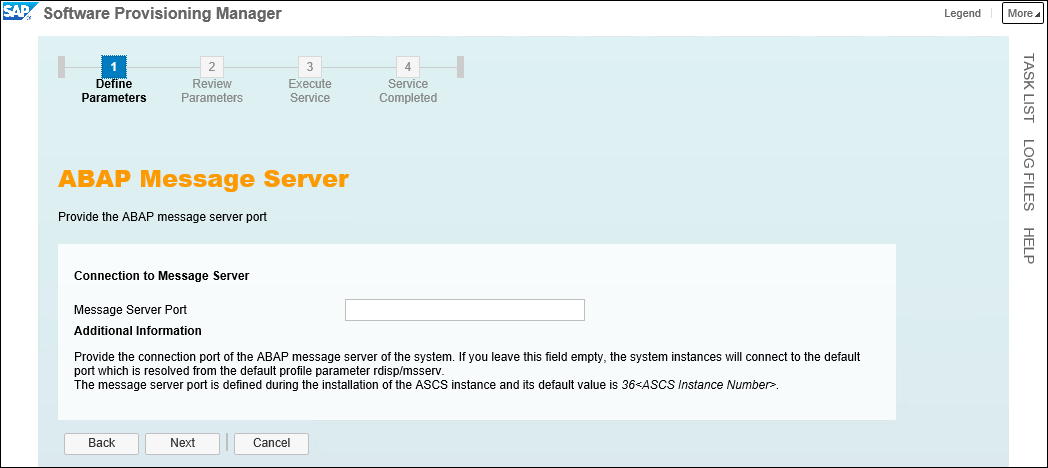 SAP Software Provisioning Manager
Legend
More
1
2
3
4
Define
Parameters
Review
Parameters
Execute
Service
Service
Completed
TASK LIST
LOG FILES
HELP
ABAP Message Server
Provide the ABAP message server port
Connection to Message Server
Message Server Port
Additional Information
Provide the connection port of the ABAP message server of the system. If you leave this field empty, the system instances will connect to the default
port which is resolved from the default profile parameter rdisp/msserv.
The message server port is defined during the installation of the ASCS instance and its default value is 36<ASCS Instance Number>.
Back
Next
Cancel